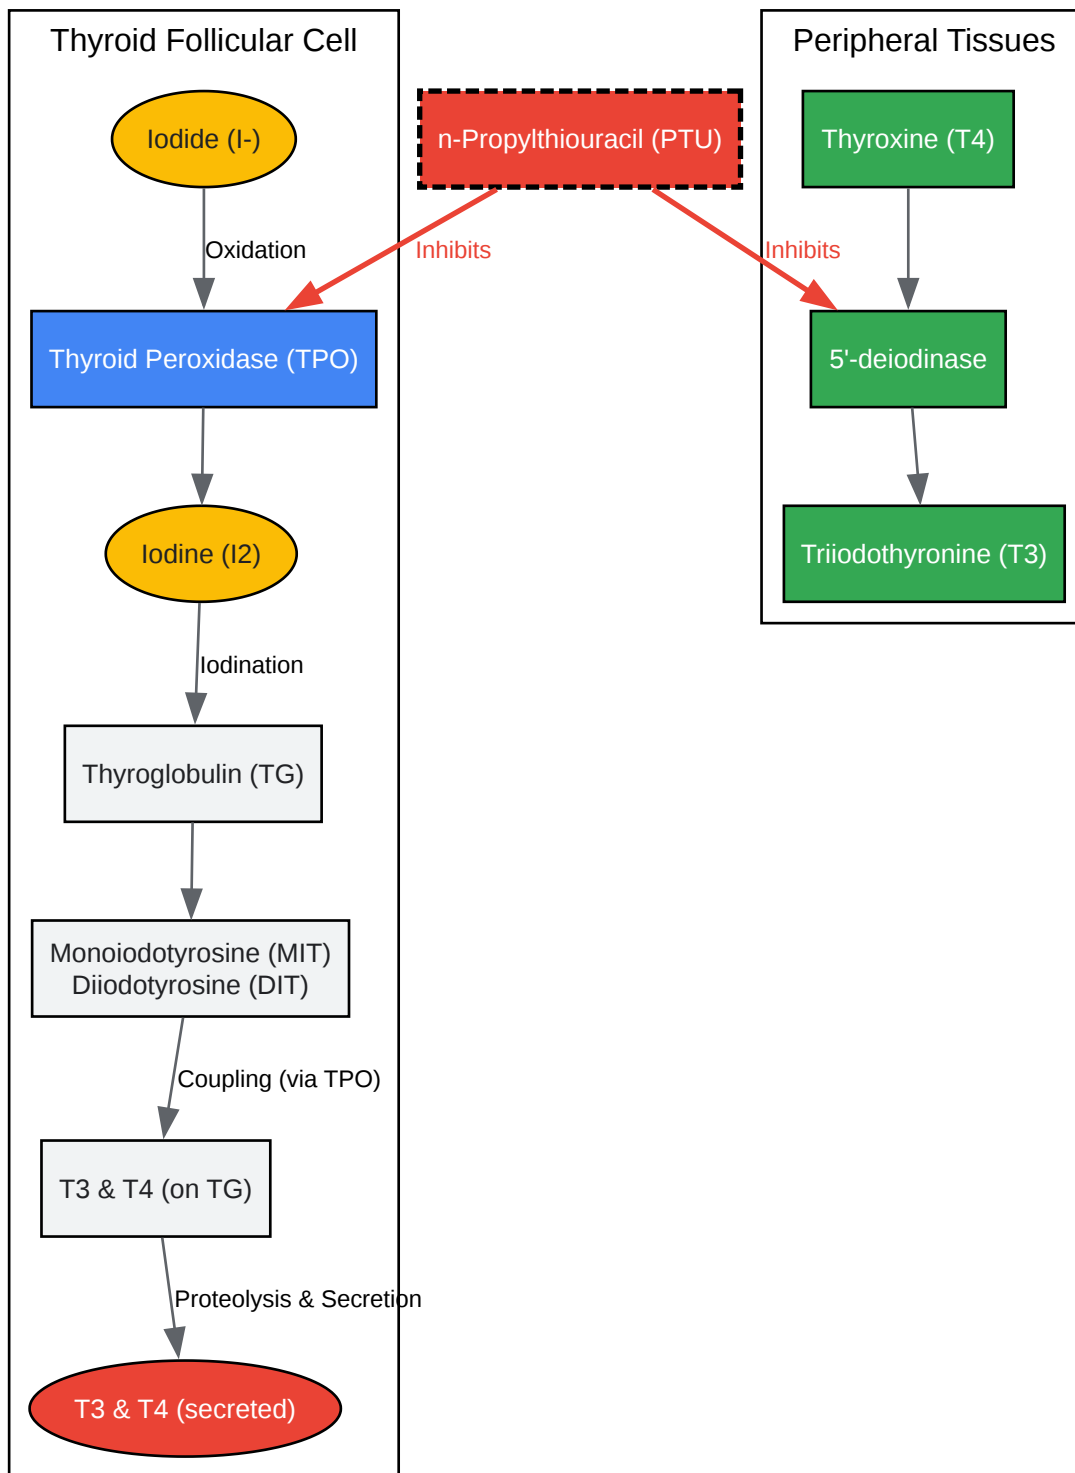 Thyroid Follicular Cell
Peripheral Tissues
Iodide (I-)
n-Propylthiouracil (PTU)
Thyroxine (T4)
Oxidation
Inhibits
Inhibits
Thyroid Peroxidase (TPO)
5'-deiodinase
Iodine (I2)
Triiodothyronine (T3)
Iodination
Thyroglobulin (TG)
Monoiodotyrosine (MIT)
Diiodotyrosine (DIT)
Coupling (via TPO)
T3 & T4 (on TG)
Proteolysis & Secretion
T3 & T4 (secreted)